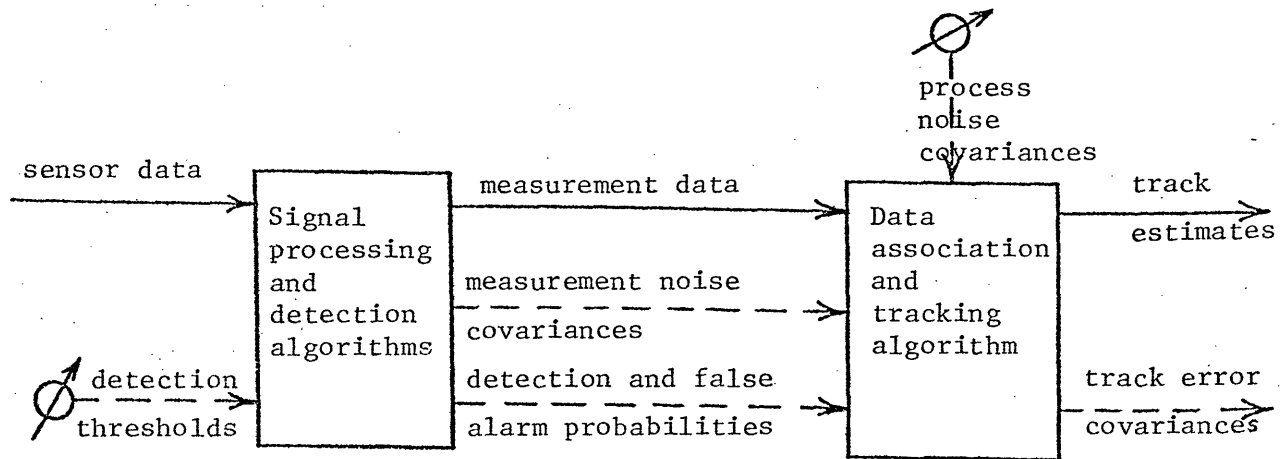 process
noise
covariances
sensor data
Signal
processing
and
detection
algorithms
detection
thresholds
measurement data
measurement noise
covariances
detection and false
alarm probabilities
Data
association
and
tracking
algorithm
track
estimates
track error
covariances